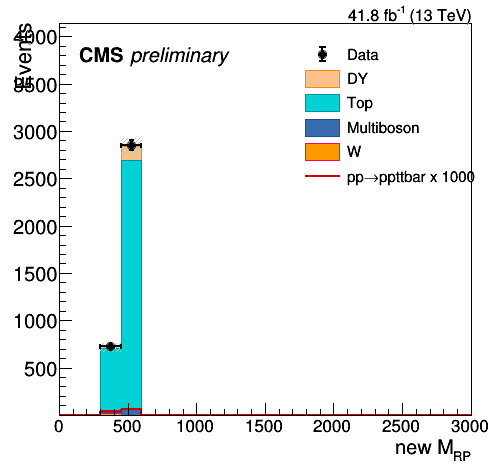 41.8 fb⁻¹ (13 TeV)
CMS preliminary
Events
Data
DY
Top
Multiboson
W
pp→ppttbar x 1000
4000
3500
3000
2500
2000
1500
1000
500
0 500 1000 1500 2000 2500 3000
new M_RP